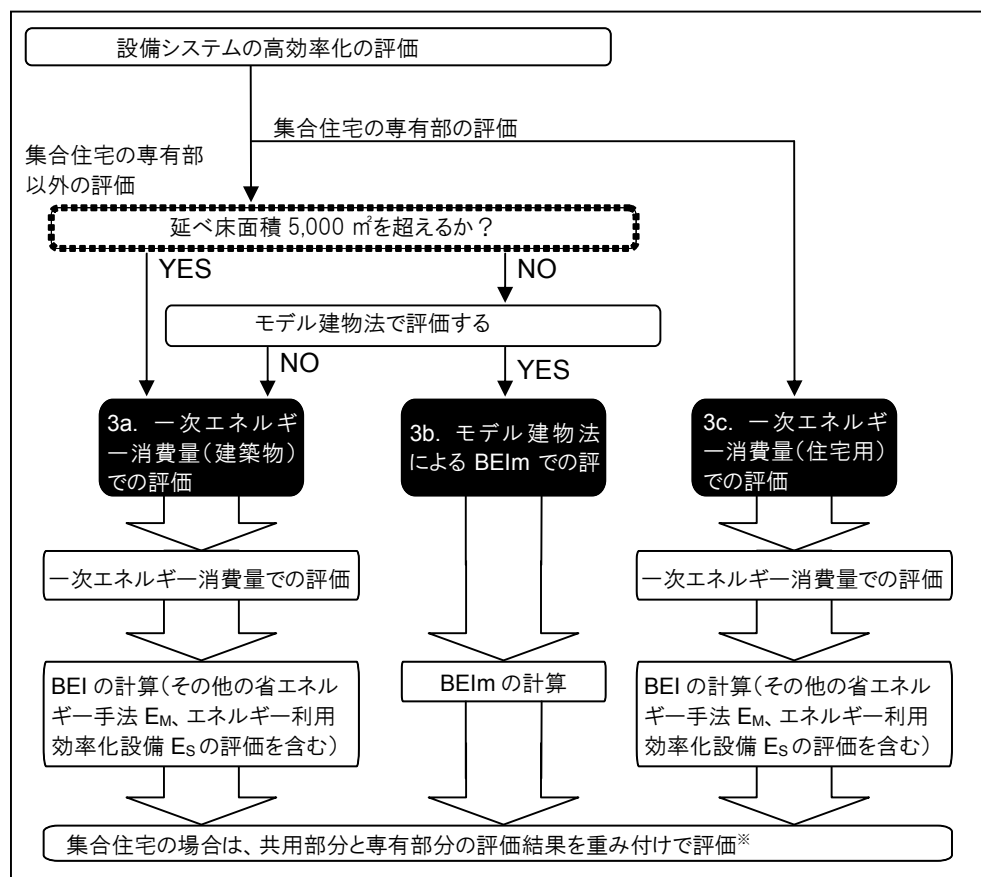 設備システムの高効率化の評価
集合住宅の専有部の評価
集合住宅の専有部
以外の評価
延べ床面積 5,000 ㎡を超えるか？
YES
NO
モデル建物法で評価する
NO
YES
3a. 一次エネルギ
ー消費量（建築物）
での評価
3b. モデル建物法
による BEIm での評
3c. 一次エネルギ
ー消費量（住宅用）
での評価
一次エネルギー消費量での評価
一次エネルギー消費量での評価
BEI の計算（その他の省エネル
ギー手法 EM、エネルギー利用
効率化設備 ESの評価を含む）
BEIm の計算
BEI の計算（その他の省エネル
ギー手法 EM、エネルギー利用
効率化設備 ESの評価を含む）
集合住宅の場合は、共用部分と専有部分の評価結果を重み付けで評価※